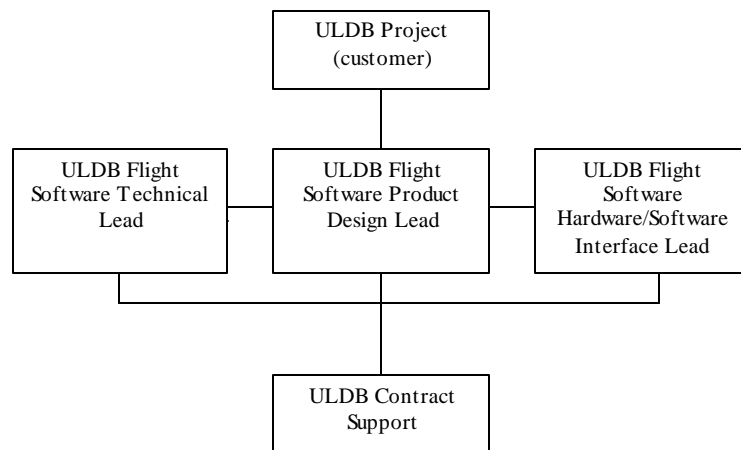 ULDB Project
(customer)
ULDB Flight
Software Technical
Lead
ULDB Flight
Software Product
Design Lead
ULDB Flight
Software
Hardware/Software
Interface Lead
ULDB Contract
Support